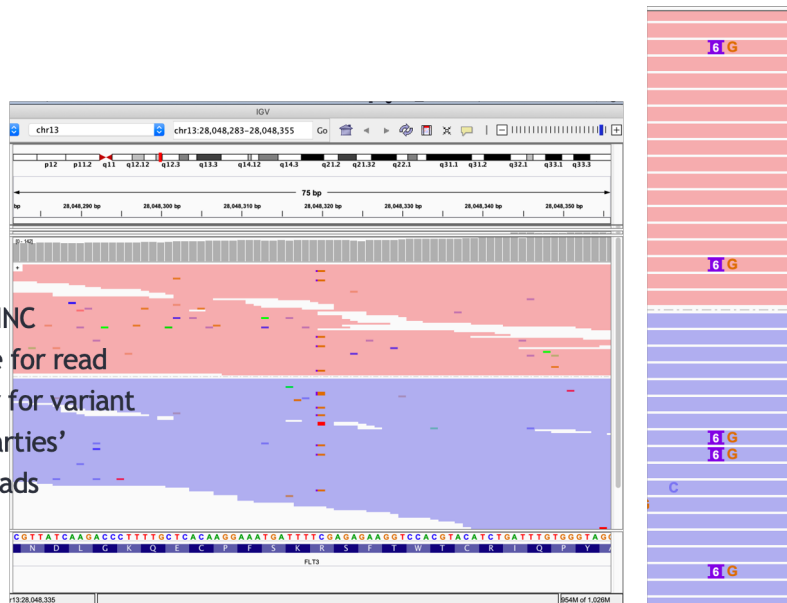 IGV
chr13
chr13:28,048,283-28,048,355
Go
p12 p11.2 q11 q12.12 q12.3 q13.3 q14.12 q14.3 q21.2 q21.32 q22.1 q31.1 q31.2 q32.1 q33.1 q33.3
75 bp
bp 28,048,290 bp 28,048,300 bp 28,048,310 bp 28,048,320 bp 28,048,330 bp 28,048,340 bp 28,048,350 bp
[0 - 142]
INC
e for read
for variant
arties’
ads
CGTTATCAAGACCCTTTTGCTCACAAGGAAATGATTTTCGAGAGAAGGTCCACGTACATCTGATTTGTGGGTAG
N D L G K Q E C P F S K R S F T W T C R I Q P Y
FLT3
r13:28,048,335
954M of 1,026M
6 G
6 G
6 G
6 G
C
6 G